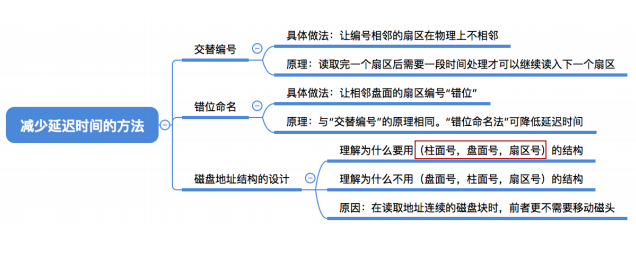 减少延迟时间的方法
交替编号
具体做法：让编号相邻的扇区在物理上不相邻
原理：读取完一个扇区后需要一段时间处理才可以继续读入下一个扇区
错位命名
具体做法：让相邻盘面的扇区编号“错位”
原理：与“交替编号”的原理相同。“错位命名法”可降低延迟时间
磁盘地址结构的设计
理解为什么要用（柱面号，盘面号，扇区号）的结构
理解为什么不用（盘面号，柱面号，扇区号）的结构
原因：在读取地址连续的磁盘块时，前者更不需要移动磁头